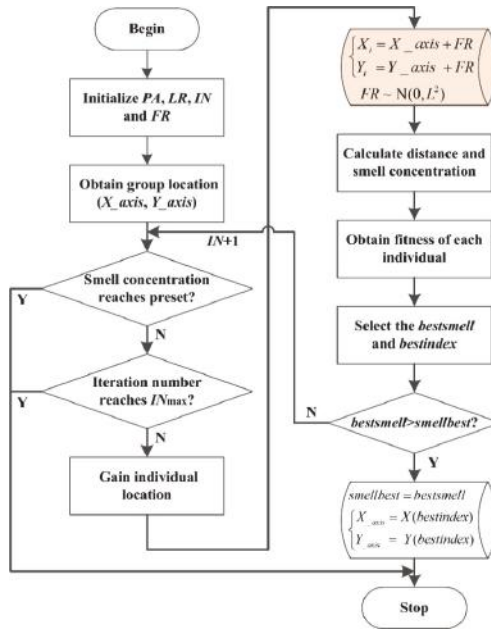 Begin
Initialize PA, LR, IN
and FR
Obtain group location
(X_axis, Y_axis)
IN+1
Smell concentration
reaches preset?
Y
N
Iteration number
reaches INmax?
Y
N
Gain individual
location
Xi = X_axis + FR
Yi = Y_axis + FR
FR ~ N(0, L²)
Calculate distance and
smell concentration
Obtain fitness of each
individual
Select the bestsmell
and bestindex
N
bestsmell>smellbest?
Y
smellbest = bestsmell
X_axis = X(bestindex)
Y_axis = Y(bestindex)
Stop